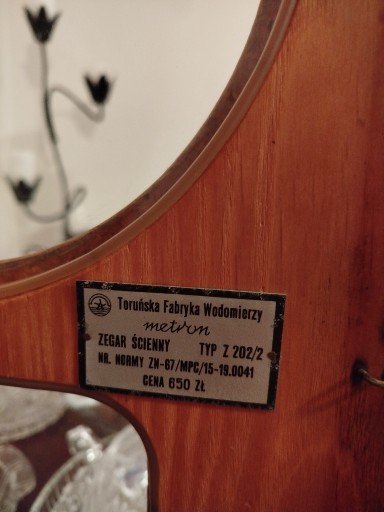 Toruńska Fabryka Wodomierzy
metron
ZEGAR ŚCIENNY TYP Z 202/2
NR. NORMY ZN-67/MPC/15-19.0041
CENA 650 ZŁ